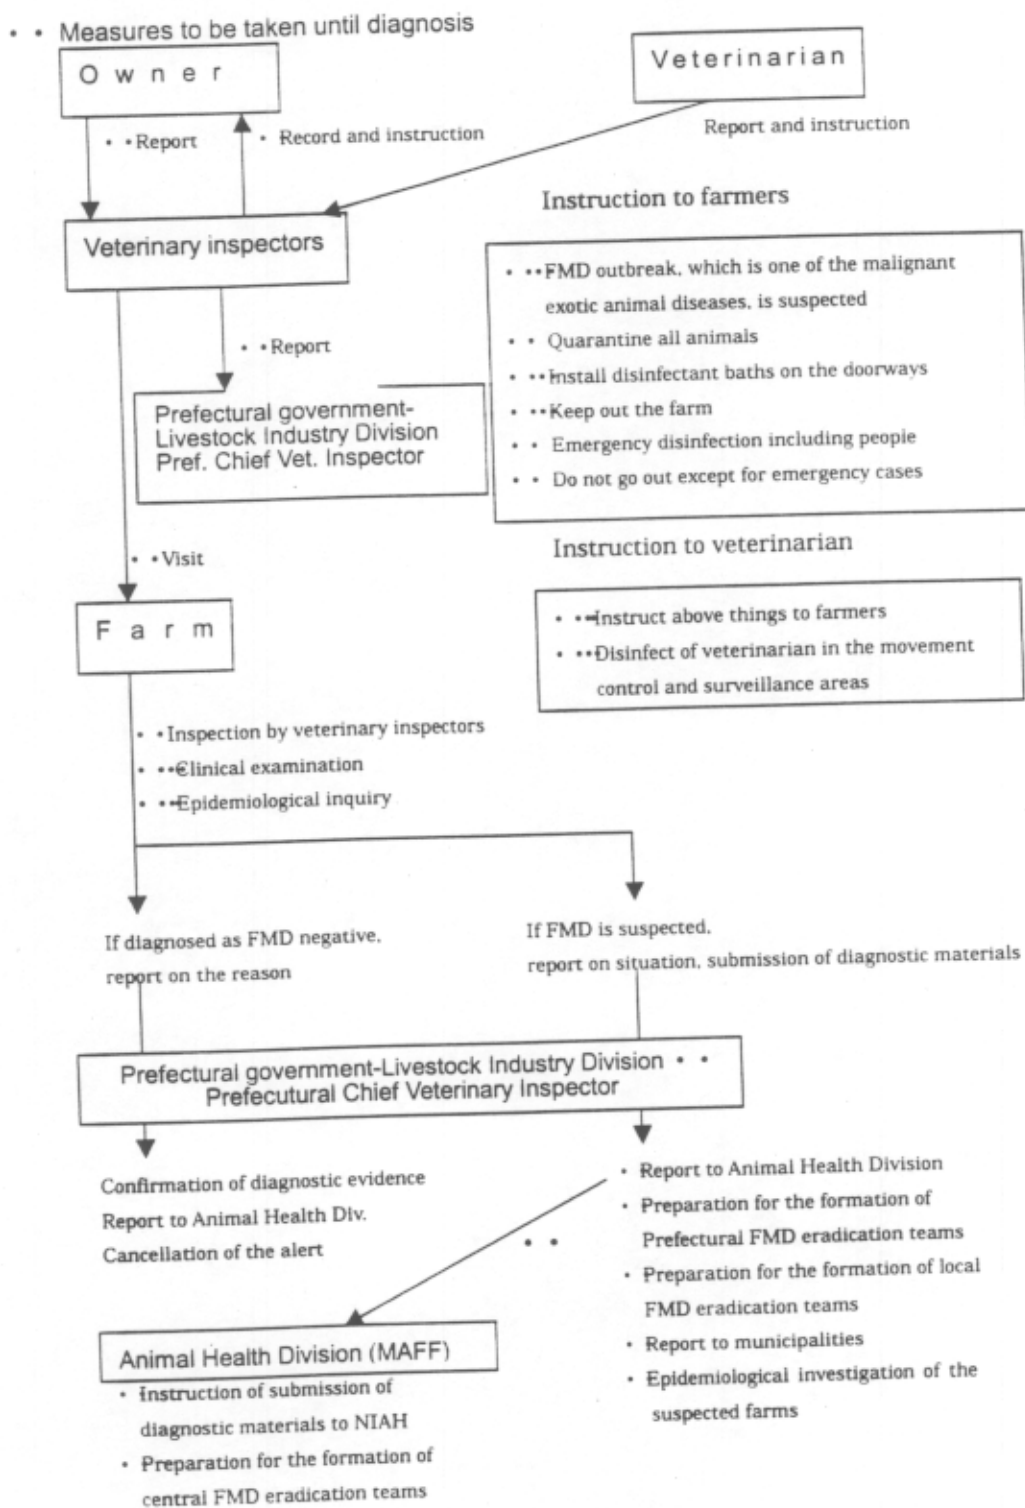 • • Measures to be taken until diagnosis
O w n e r
Veterinarian
• •Report
• Record and instruction
Report and instruction
Veterinary inspectors
Instruction to farmers
• ••FMD outbreak, which is one of the malignant
exotic animal diseases, is suspected
• • Quarantine all animals
• ••Install disinfectant baths on the doorways
• ••Keep out the farm
• • Emergency disinfection including people
• • Do not go out except for emergency cases
• •Report
Prefectural government-
Livestock Industry Division
Pref. Chief Vet. Inspector
Instruction to veterinarian
• ••Instruct above things to farmers
• ••Disinfect of veterinarian in the movement
control and surveillance areas
• •Visit
F a r m
• •Inspection by veterinary inspectors
• ••Clinical examination
• ••Epidemiological inquiry
If diagnosed as FMD negative,
report on the reason
If FMD is suspected,
report on situation, submission of diagnostic materials
Prefectural government-Livestock Industry Division • •
Prefecutural Chief Veterinary Inspector
Confirmation of diagnostic evidence
Report to Animal Health Div.
Cancellation of the alert
• Report to Animal Health Division
• Preparation for the formation of
Prefectural FMD eradication teams
• Preparation for the formation of local
FMD eradication teams
• Report to municipalities
• Epidemiological investigation of the
suspected farms
• •
Animal Health Division (MAFF)
• Instruction of submission of
diagnostic materials to NIAH
• Preparation for the formation of
central FMD eradication teams